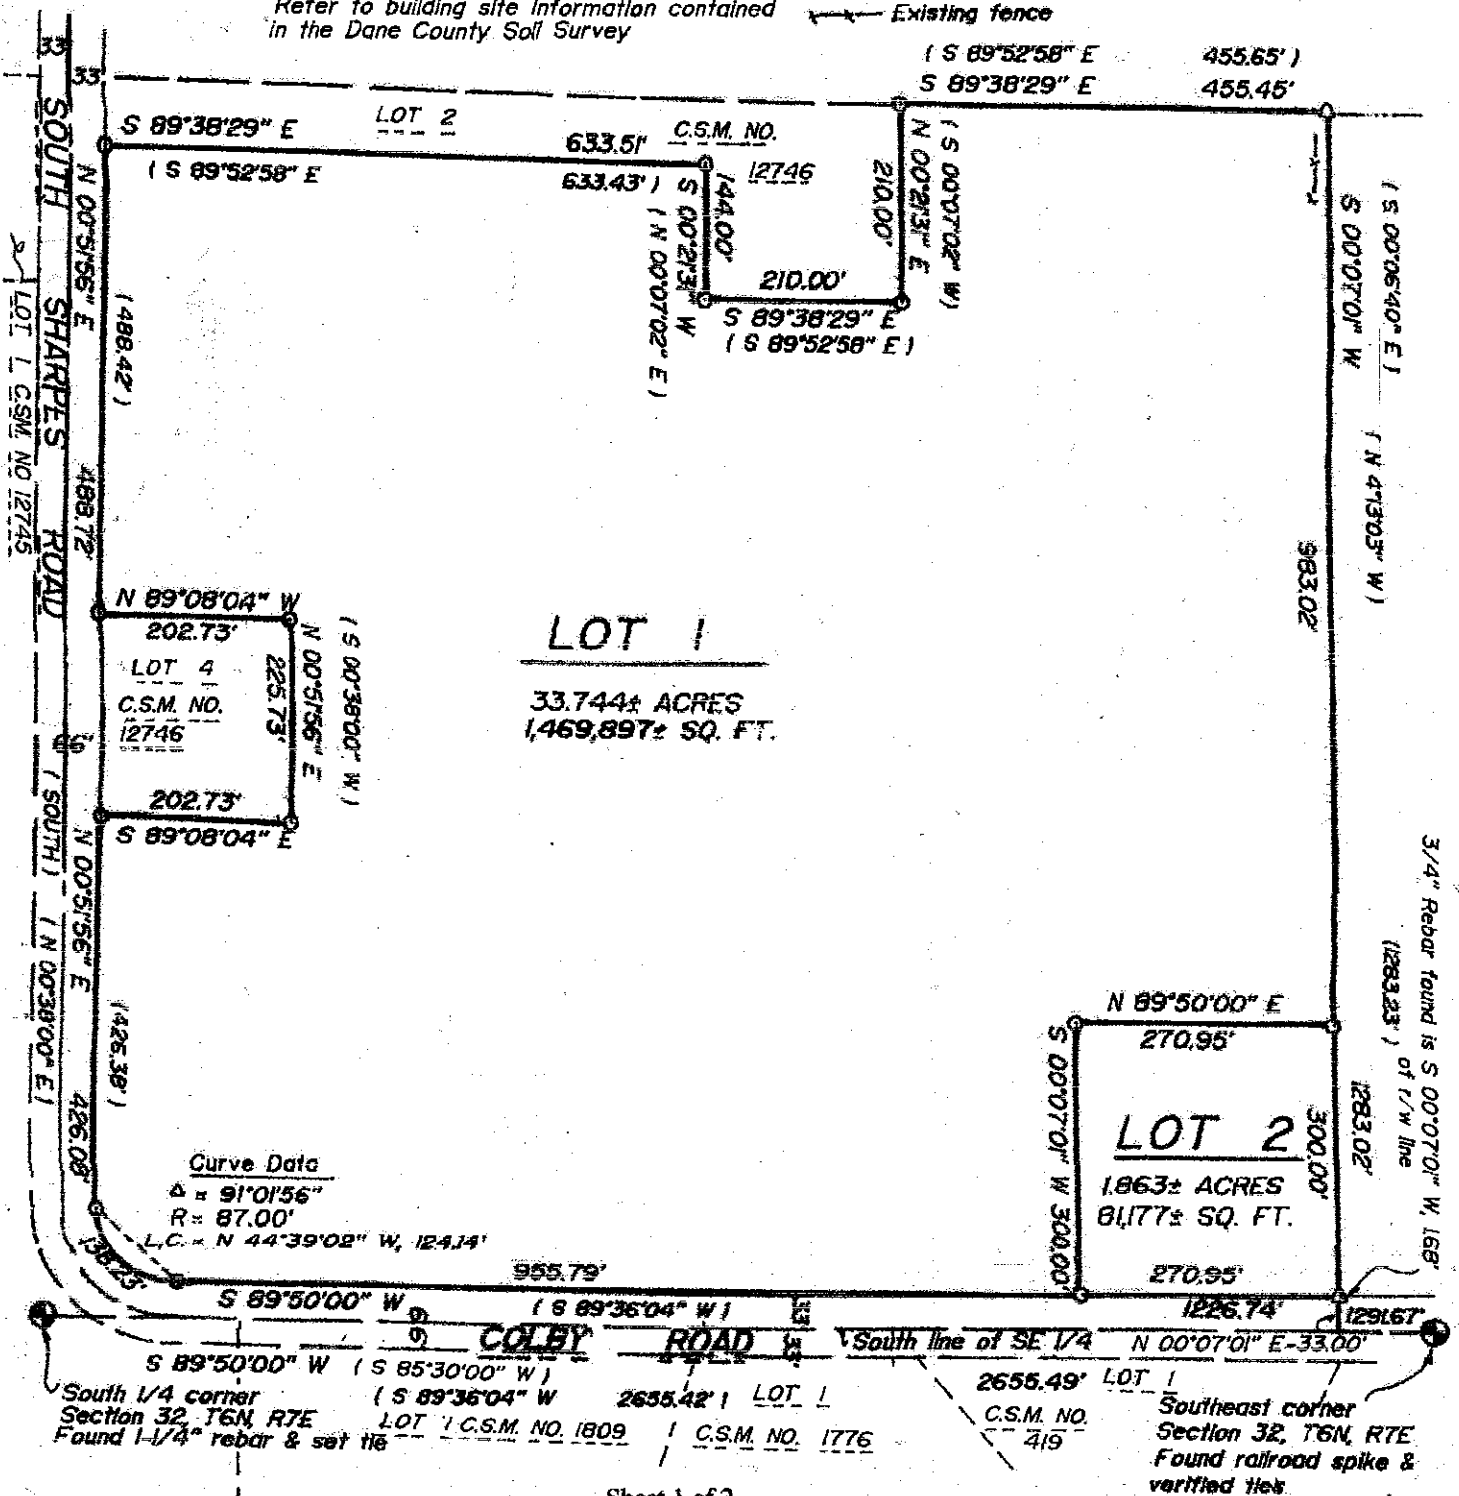 Refer to building site information contained
in the Dane County Soil Survey
Existing fence
( S 89°52'58" E 455.65' )
S 89°38'29" E 455.45'
33'
33'
LOT 2
C.S.M. NO.
12746
S 89°38'29" E
633.51'
( S 89°52'58" E
633.43' )
S 00°21'31" W
144.00'
( N 00°07'02" E )
210.00'
S 89°38'29" E
( S 89°52'58" E )
210.00'
N 00°21'31" E
( S 00°07'02" W )
S 00°07'01" W
( S 00°06'40" E )
( N 4°13'03" W )
983.02'
SOUTH SHARPES ROAD
N 00°51'56" E
( 488.42' )
488.72'
LOT 1 C.S.M. NO 12745
N 89°08'04" W
202.73'
LOT 4
C.S.M. NO.
12746
225.73'
N 00°51'56" E
( S 00°38'00" W )
202.73'
S 89°08'04" E
66'
( SOUTH )
( N 00°38'00" E )
N 00°51'56" E
( 426.38' )
426.08'
LOT 1
33.744± ACRES
1,469,897± SQ. FT.
N 89°50'00" E
270.95'
S 00°07'01" W 300.00'
LOT 2
1.863± ACRES
81,177± SQ. FT.
300.00'
1283.02'
(1283.23' )
3/4" Rebar found is S 00°07'01" W, 1.68'
of r/w line
270.95'
Curve Data
Δ = 91°01'56"
R = 87.00'
L.C. = N 44°39'02" W, 124.14'
138.23'
955.79'
S 89°50'00" W
( S 89°36'04" W )
1226.74'
1291.67'
66'
33'
33'
COLBY ROAD
South line of SE 1/4
N 00°07'01" E-33.00'
S 89°50'00" W
( S 85°30'00" W )
( S 89°36'04" W 2655.42' )
2655.49'
South 1/4 corner
Section 32, T6N, R7E
Found 1-1/4" rebar & set tie
LOT 1 C.S.M. NO. 1809
LOT 1
C.S.M. NO. 1776
LOT 1
C.S.M. NO.
419
Southeast corner
Section 32, T6N, R7E
Found railroad spike &
verified ties
Sheet 1 of 2